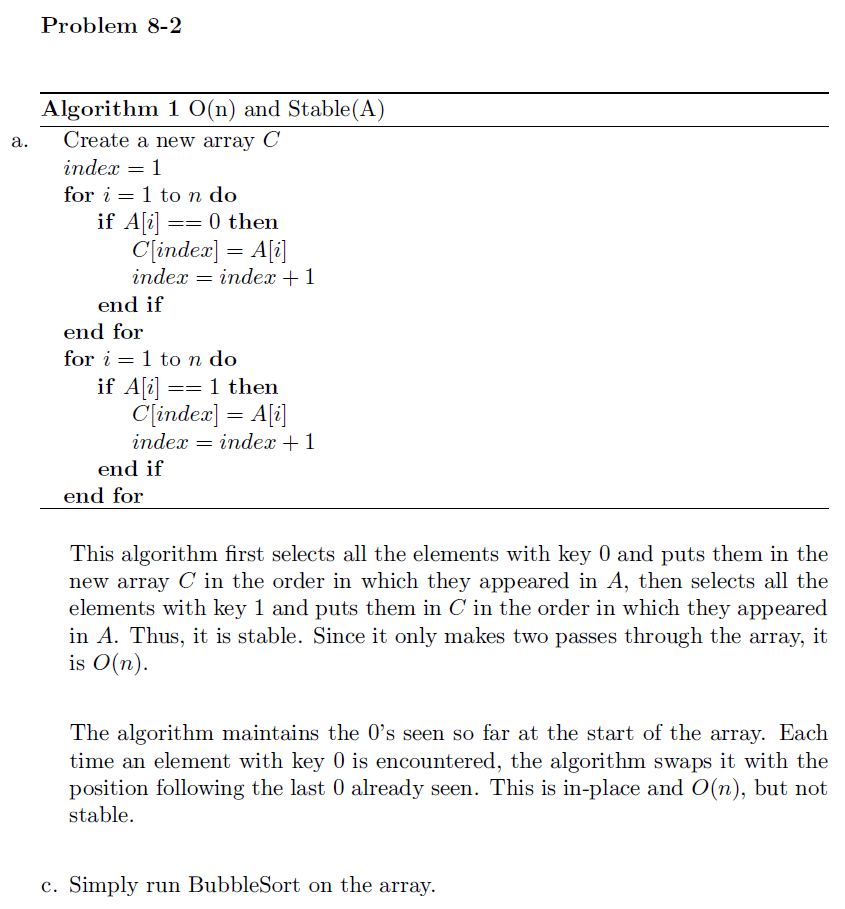 Problem 8-2
Algorithm 1 O(n) and Stable(A)
a. Create a new array C
index = 1
for i = 1 to n do
if A[i] == 0 then
C[index] = A[i]
index = index + 1
end if
end for
for i = 1 to n do
if A[i] == 1 then
C[index] = A[i]
index = index + 1
end if
end for
This algorithm first selects all the elements with key 0 and puts them in the
new array C in the order in which they appeared in A, then selects all the
elements with key 1 and puts them in C in the order in which they appeared
in A. Thus, it is stable. Since it only makes two passes through the array, it
is O(n).
The algorithm maintains the 0's seen so far at the start of the array. Each
time an element with key 0 is encountered, the algorithm swaps it with the
position following the last 0 already seen. This is in-place and O(n), but not
stable.
c. Simply run BubbleSort on the array.